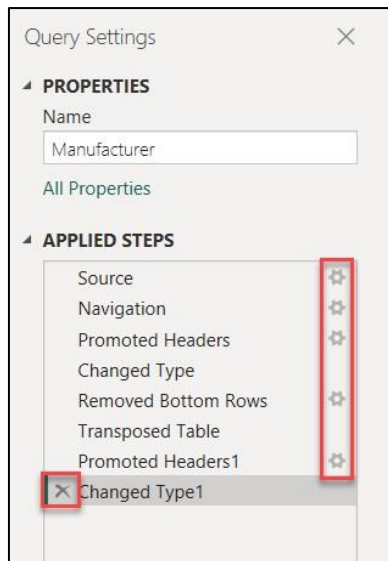 Query Settings
PROPERTIES
Name
Manufacturer
All Properties
APPLIED STEPS
Source
Navigation
Promoted Headers
Changed Type
Removed Bottom Rows
Transposed Table
Promoted Headers1
Changed Type1